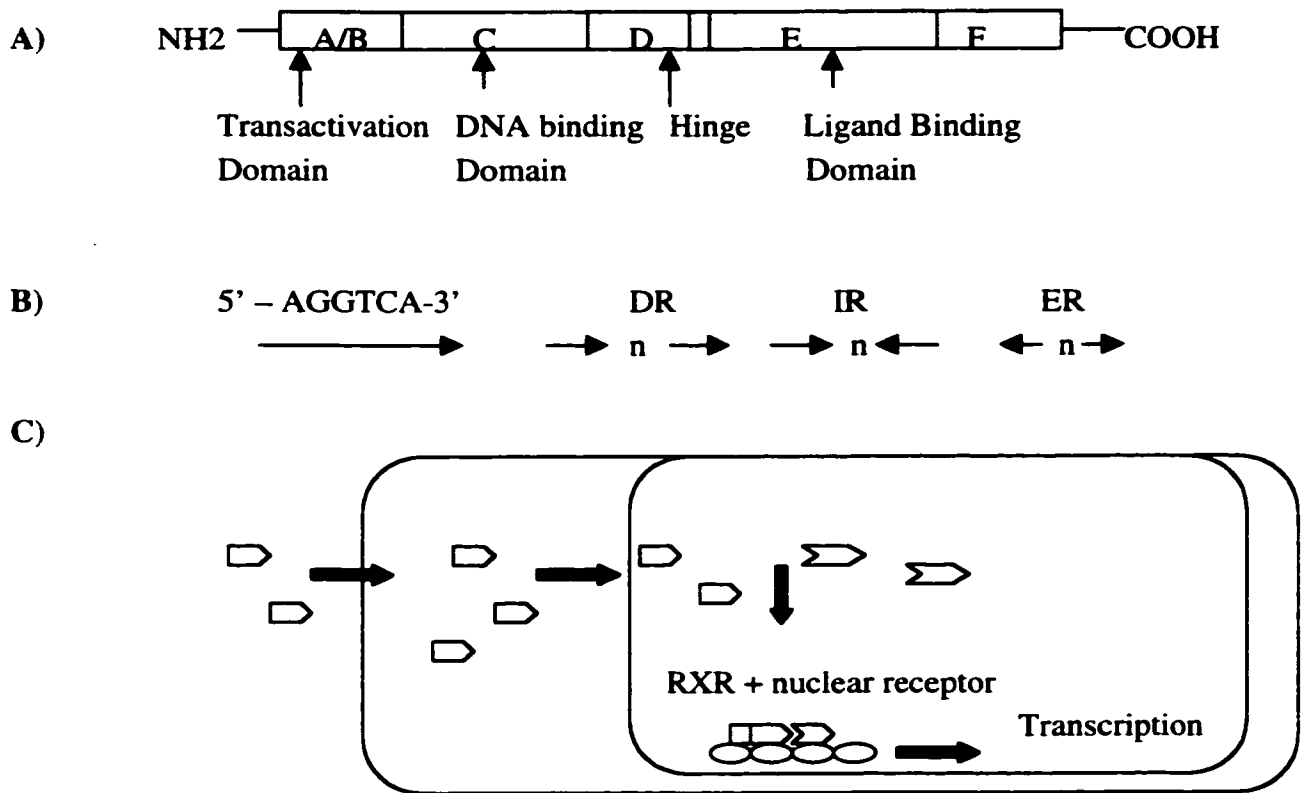 A) NH2 A/B C D E F COOH
Transactivation DNA binding Hinge Ligand Binding
Domain Domain Domain
B) 5’ – AGGTCA-3’ DR IR ER
n n n
C)
RXR + nuclear receptor
Transcription